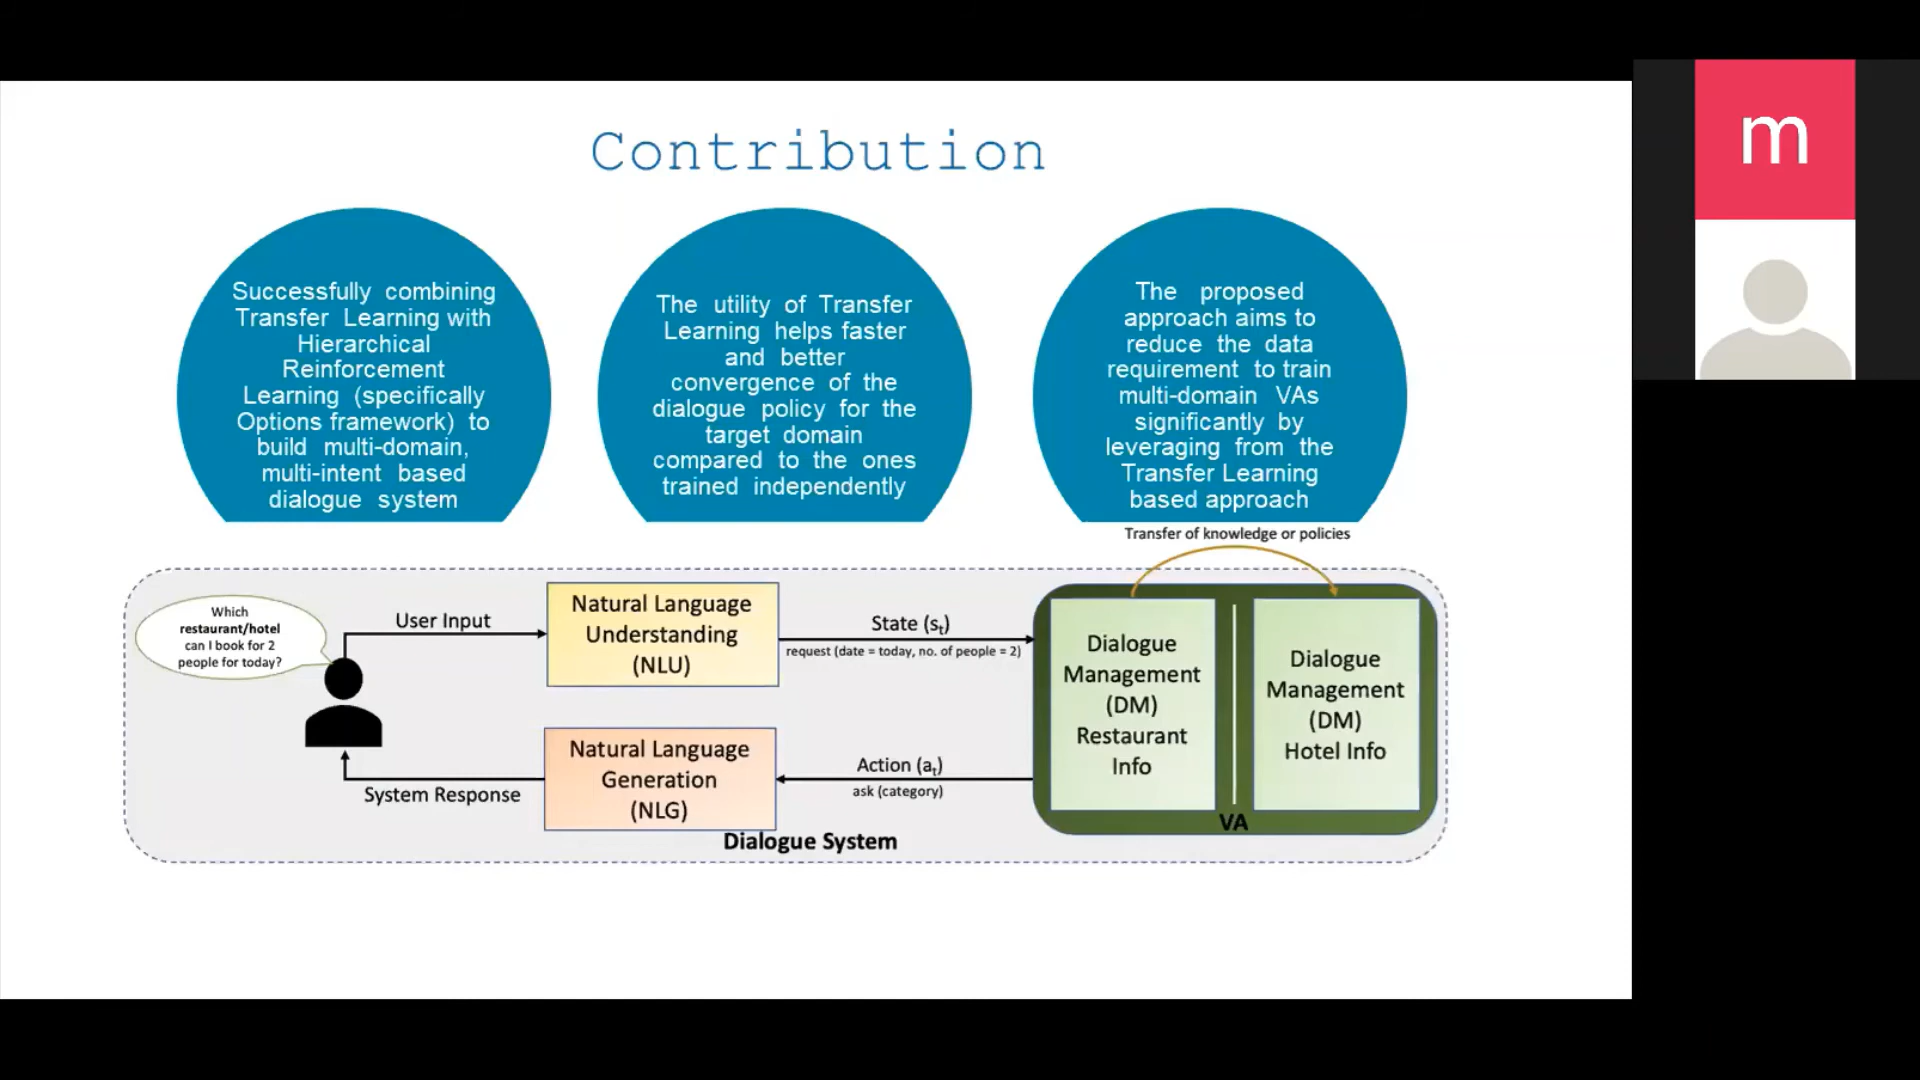 Contribution
Successfully combining
Transfer Learning with
Hierarchical
Reinforcement
Learning (specifically
Options framework) to
build multi-domain,
multi-intent based
dialogue system
The utility of Transfer
Learning helps faster
and better
convergence of the
dialogue policy for the
target domain
compared to the ones
trained independently
The proposed
approach aims to
reduce the data
requirement to train
multi-domain VAs
significantly by
leveraging from the
Transfer Learning
based approach
Transfer of knowledge or policies
Which
restaurant/hotel
can I book for 2
people for today?
User Input
Natural Language
Understanding
(NLU)
State (st)
request (date = today, no. of people = 2)
Dialogue
Management
(DM)
Restaurant
Info
Dialogue
Management
(DM)
Hotel Info
VA
Action (at)
ask (category)
Natural Language
Generation
(NLG)
System Response
Dialogue System
m